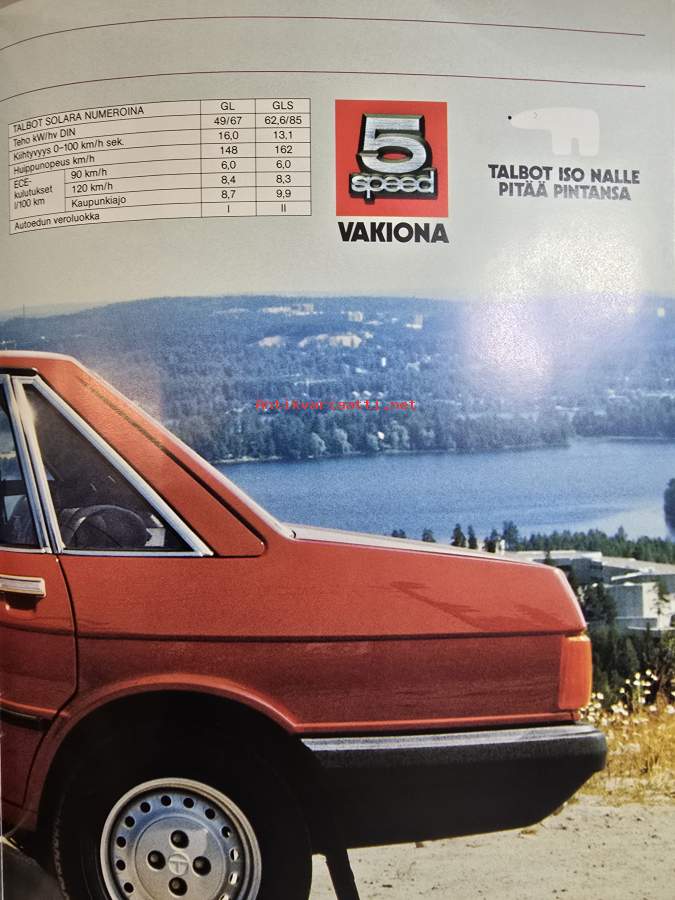 TALBOT SOLARA NUMEROINA GL GLS
Teho kW/hv DIN 49/67 62,6/85
Kiihtyvyys 0–100 km/h sek. 16,0 13,1
Huippunopeus km/h 148 162
ECE-kulutukset l/100 km 90 km/h 6,0 6,0
120 km/h 8,4 8,3
Kaupunkiajo 8,7 9,9
Autoedun veroluokka I II
5
speed
VAKIONA
TALBOT ISO NALLE
PITÄÄ PINTANSA
Antikvariaatti.net